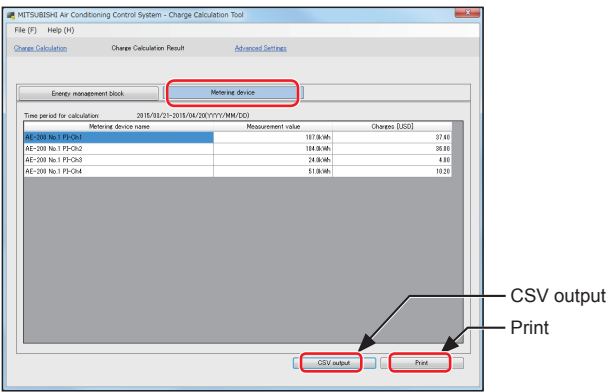 MITSUBISHI Air Conditioning Control System - Charge Calculation Tool
File (F) Help (H)
Charge Calculation Charge Calculation Result Advanced Settings
Energy management block Metering device
Time period for calculation: 2015/03/21-2015/04/20(YYYY/MM/DD)
Metering device name Measurement value Charges [USD]
AE-200 No.1 PI-Ch1 187.0kWh 37.40
AE-200 No.1 PI-Ch2 184.0kWh 36.80
AE-200 No.1 PI-Ch3 24.0kWh 4.80
AE-200 No.1 PI-Ch4 51.0kWh 10.20
CSV output
Print
CSV output Print